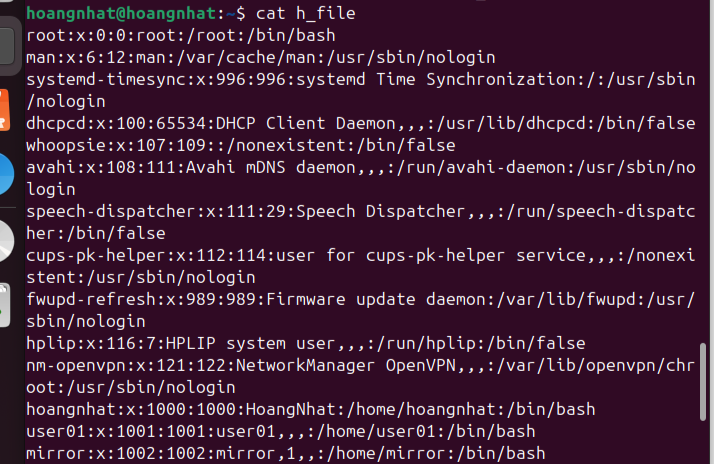 hoangnhat@hoangnhat:~$ cat h_file
root:x:0:0:root:/root:/bin/bash
man:x:6:12:man:/var/cache/man:/usr/sbin/nologin
systemd-timesync:x:996:996:systemd Time Synchronization:/:/usr/sbin
/nologin
dhcpcd:x:100:65534:DHCP Client Daemon,,,:/usr/lib/dhcpcd:/bin/false
whoopsie:x:107:109::/nonexistent:/bin/false
avahi:x:108:111:Avahi mDNS daemon,,,:/run/avahi-daemon:/usr/sbin/no
login
speech-dispatcher:x:111:29:Speech Dispatcher,,,:/run/speech-dispatc
her:/bin/false
cups-pk-helper:x:112:114:user for cups-pk-helper service,,,:/nonexi
stent:/usr/sbin/nologin
fwupd-refresh:x:989:989:Firmware update daemon:/var/lib/fwupd:/usr/
sbin/nologin
hplip:x:116:7:HPLIP system user,,,:/run/hplip:/bin/false
nm-openvpn:x:121:122:NetworkManager OpenVPN,,,:/var/lib/openvpn/chr
oot:/usr/sbin/nologin
hoangnhat:x:1000:1000:HoangNhat:/home/hoangnhat:/bin/bash
user01:x:1001:1001:user01,,,:/home/user01:/bin/bash
mirror:x:1002:1002:mirror,1,,:/home/mirror:/bin/bash